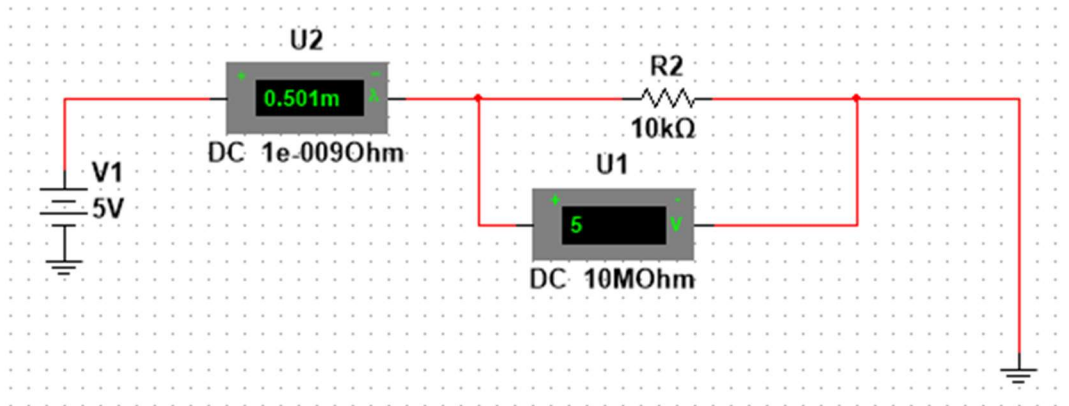 U2
+ -
0.501m A
DC 1e-009Ohm
R2
10kΩ
V1
5V
U1
+ -
5 V
DC 10MOhm